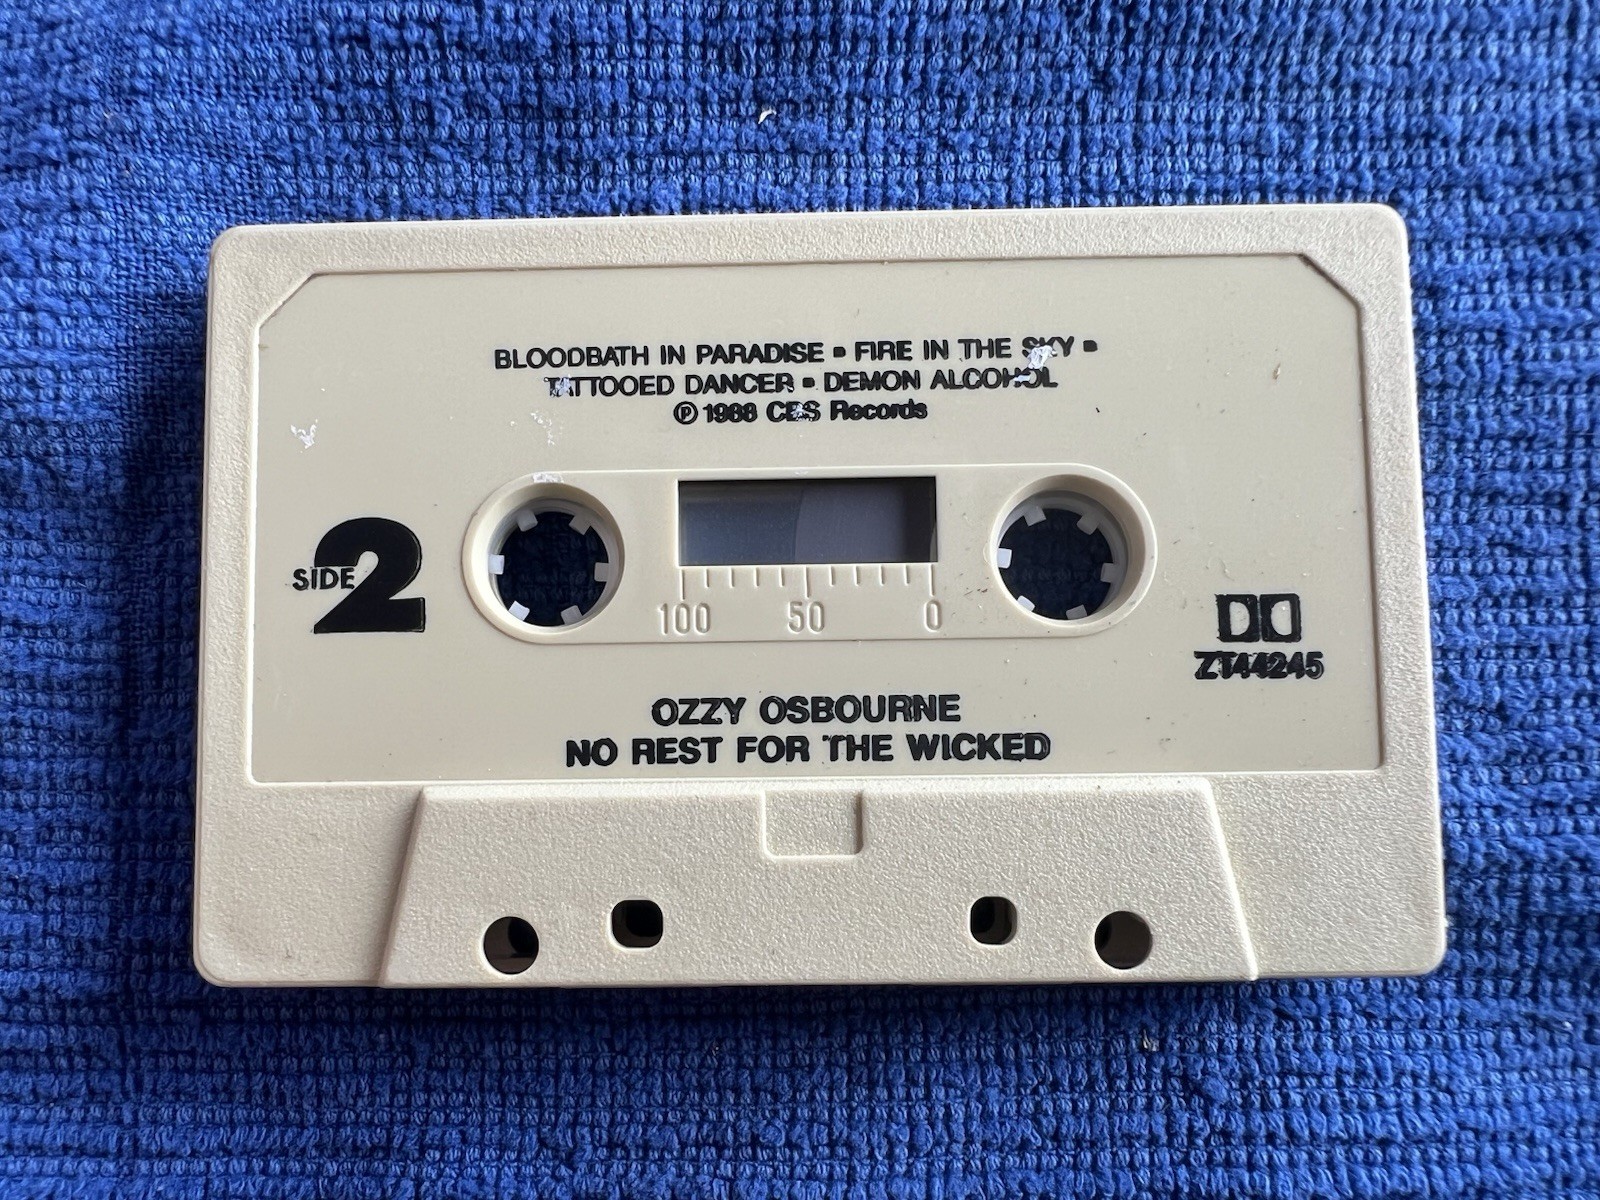 BLOODBATH IN PARADISE ▪ FIRE IN THE SKY ▪
TATTOOED DANCER ▪ DEMON ALCOHOL
℗ 1988 CBS Records
SIDE 2
100 50 0
ZT44245
OZZY OSBOURNE
NO REST FOR THE WICKED